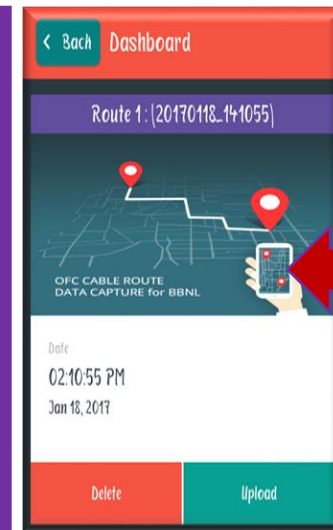 < Back Dashboard
Route 1 : (20170118_141055)
OFC CABLE ROUTE
DATA CAPTURE for BBNL
Date
02:10:55 PM
Jan 18, 2017
Delete Upload